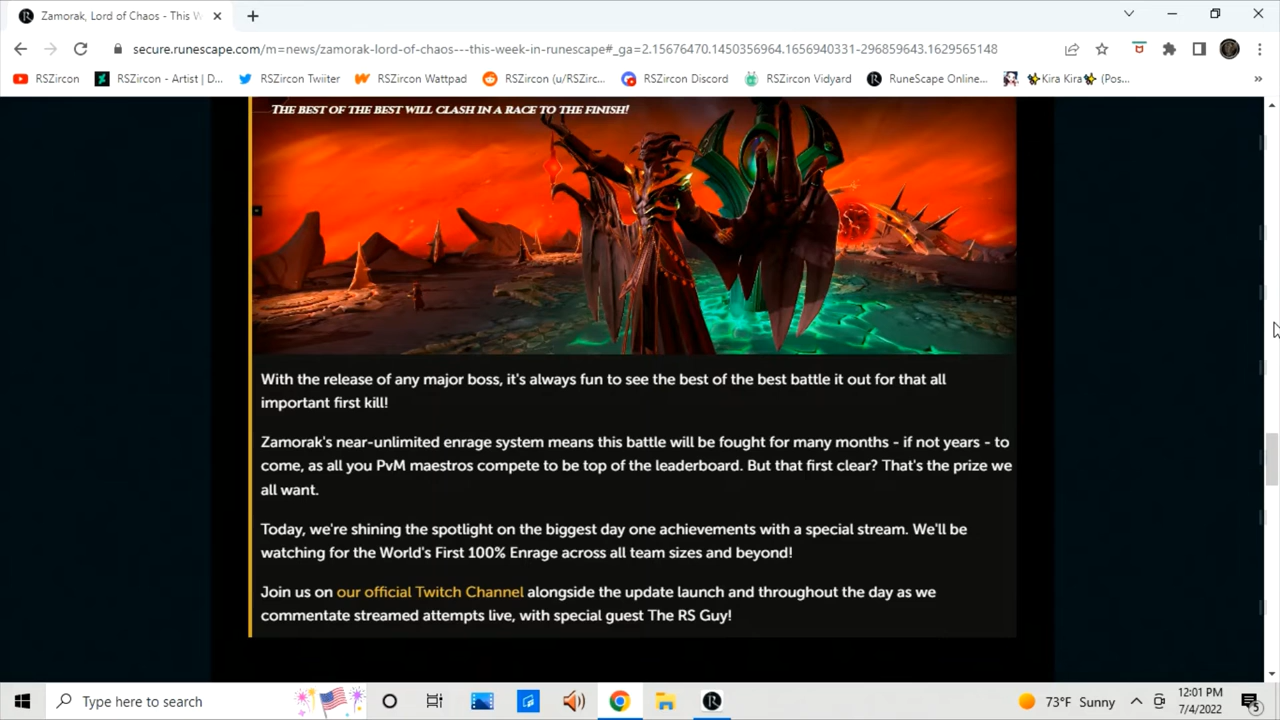 Zamorak, Lord of Chaos - This W
secure.runescape.com/m=news/zamorak-lord-of-chaos---this-week-in-runescape#_ga=2.15676470.1450356964.1656940331-296859643.1629565148
RSZircon
RSZircon - Artist | D...
RSZircon Twiiter
RSZircon Wattpad
RSZircon (u/RSZirc...
RSZircon Discord
RSZircon Vidyard
RuneScape Online...
Kira Kira (Pos...
THE BEST OF THE BEST WILL CLASH IN A RACE TO THE FINISH!
With the release of any major boss, it's always fun to see the best of the best battle it out for that all
important first kill!
Zamorak's near-unlimited enrage system means this battle will be fought for many months - if not years - to
come, as all you PvM maestros compete to be top of the leaderboard. But that first clear? That's the prize we
all want.
Today, we're shining the spotlight on the biggest day one achievements with a special stream. We'll be
watching for the World's First 100% Enrage across all team sizes and beyond!
Join us on our official Twitch Channel alongside the update launch and throughout the day as we
commentate streamed attempts live, with special guest The RS Guy!
Type here to search
73°F Sunny
12:01 PM
7/4/2022
5